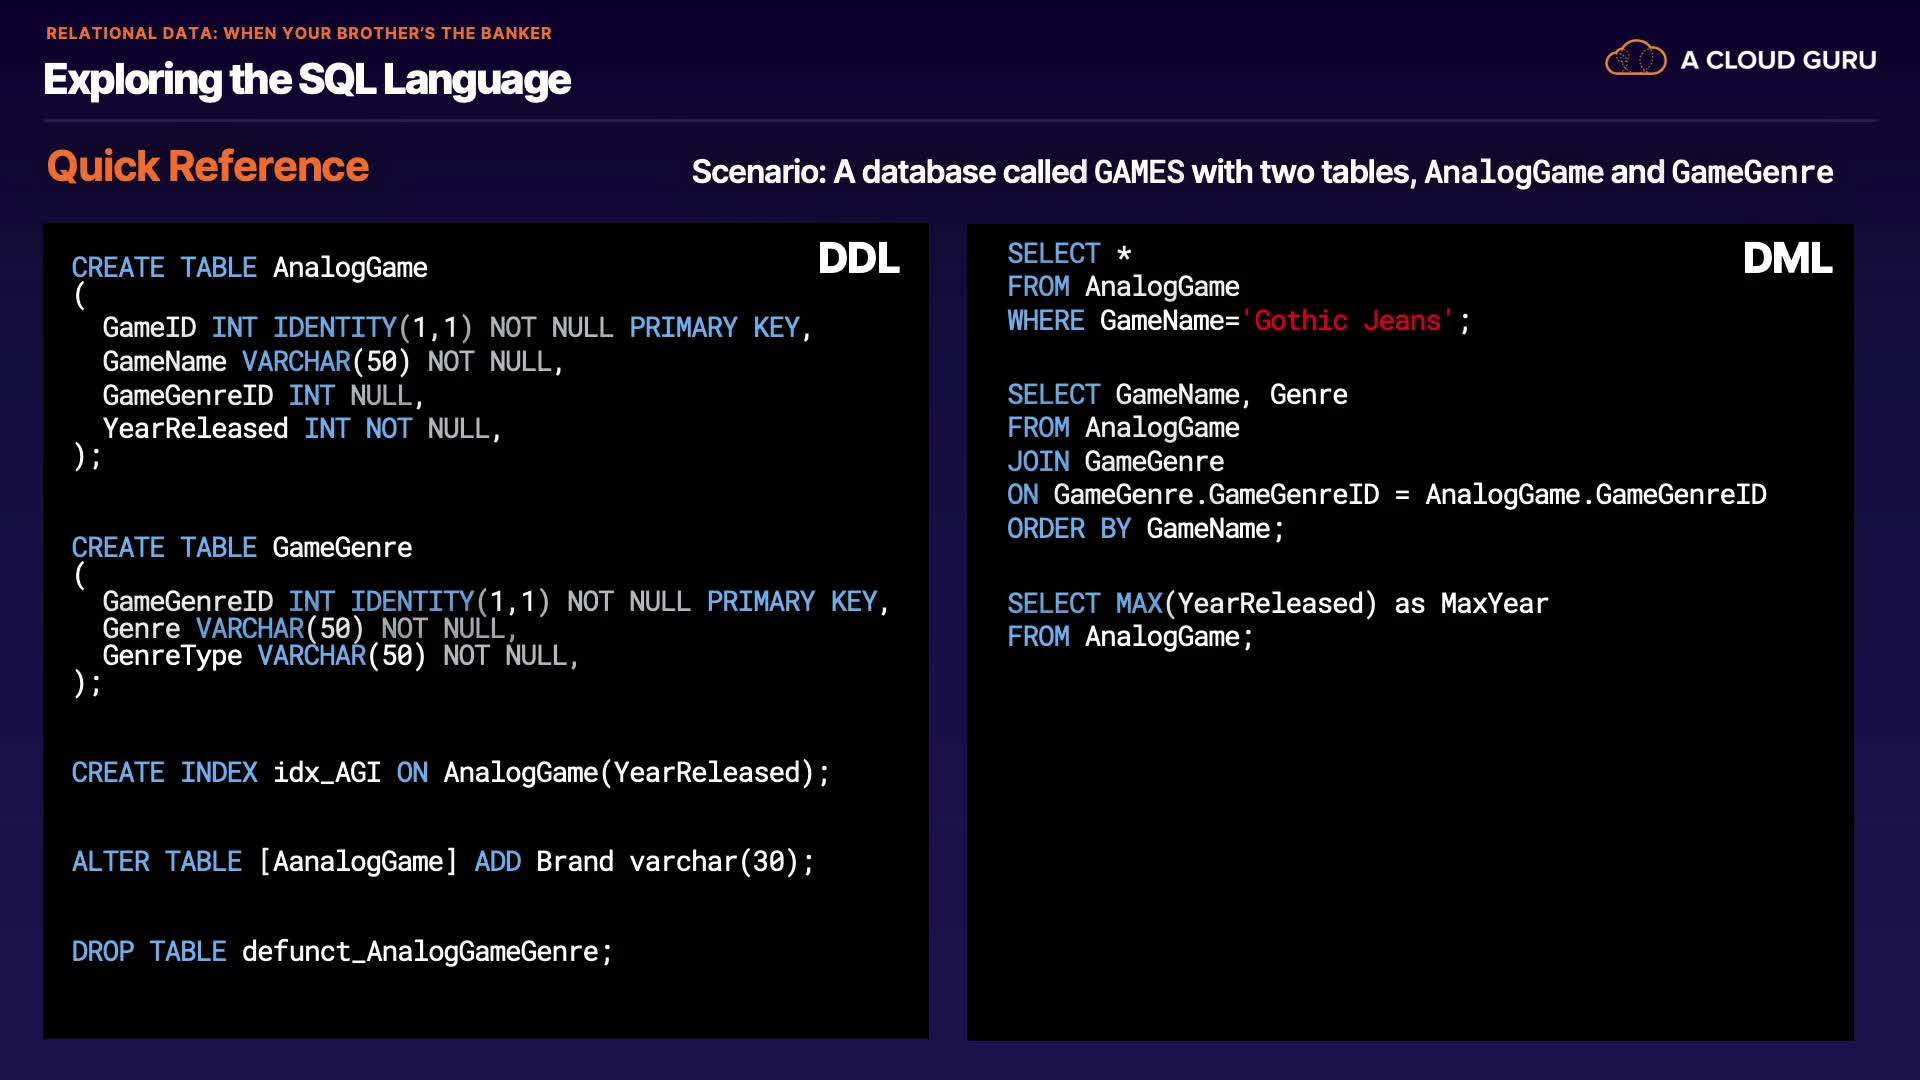 RELATIONAL DATA: WHEN YOUR BROTHER'S THE BANKER
Exploring the SQL Language
A CLOUD GURU
Quick Reference
Scenario: A database called GAMES with two tables, AnalogGame and GameGenre
DDL
CREATE TABLE AnalogGame
(
GameID INT IDENTITY(1,1) NOT NULL PRIMARY KEY,
GameName VARCHAR(50) NOT NULL,
GameGenreID INT NULL,
YearReleased INT NOT NULL,
);
CREATE TABLE GameGenre
(
GameGenreID INT IDENTITY(1,1) NOT NULL PRIMARY KEY,
Genre VARCHAR(50) NOT NULL,
GenreType VARCHAR(50) NOT NULL,
);
CREATE INDEX idx_AGI ON AnalogGame(YearReleased);
ALTER TABLE [AanalogGame] ADD Brand varchar(30);
DROP TABLE defunct_AnalogGameGenre;
DML
SELECT *
FROM AnalogGame
WHERE GameName='Gothic Jeans';
SELECT GameName, Genre
FROM AnalogGame
JOIN GameGenre
ON GameGenre.GameGenreID = AnalogGame.GameGenreID
ORDER BY GameName;
SELECT MAX(YearReleased) as MaxYear
FROM AnalogGame;